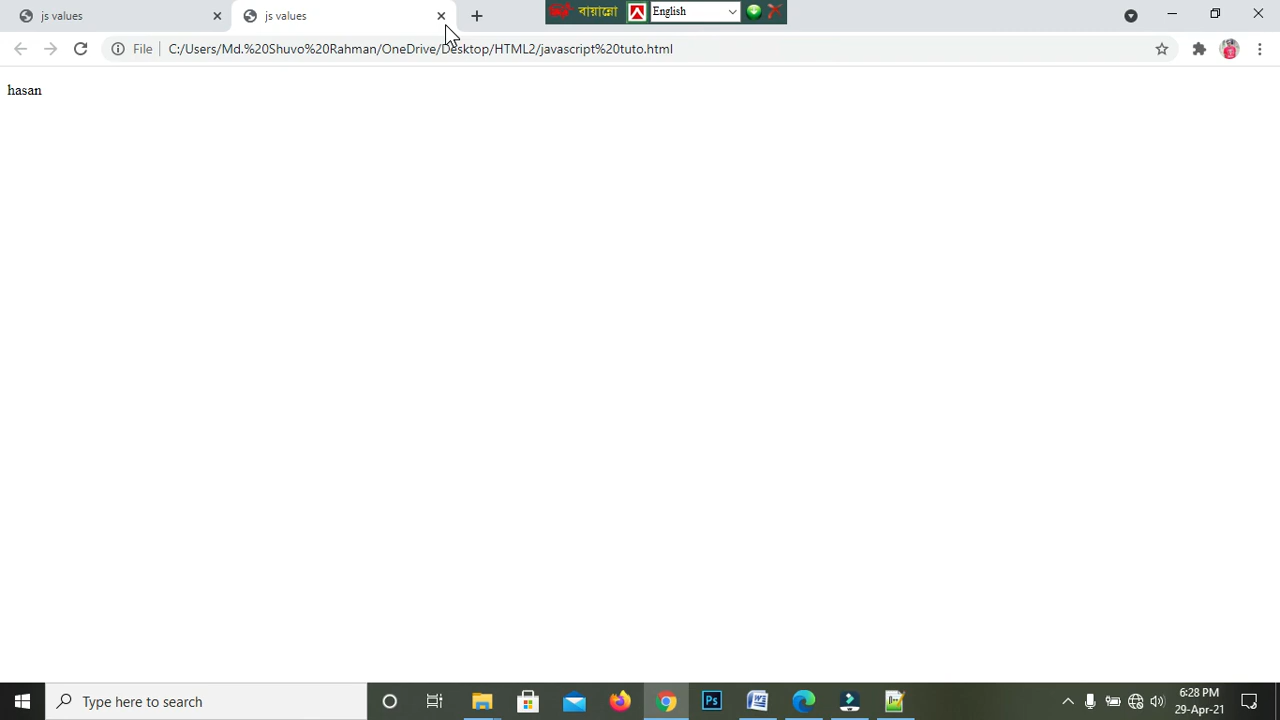 js values
js values
বায়ান্নো
English
File
C:/Users/Md.%20Shuvo%20Rahman/OneDrive/Desktop/HTML2/javascript%20tuto.html
hasan
Type here to search
Ps
6:28 PM
29-Apr-21